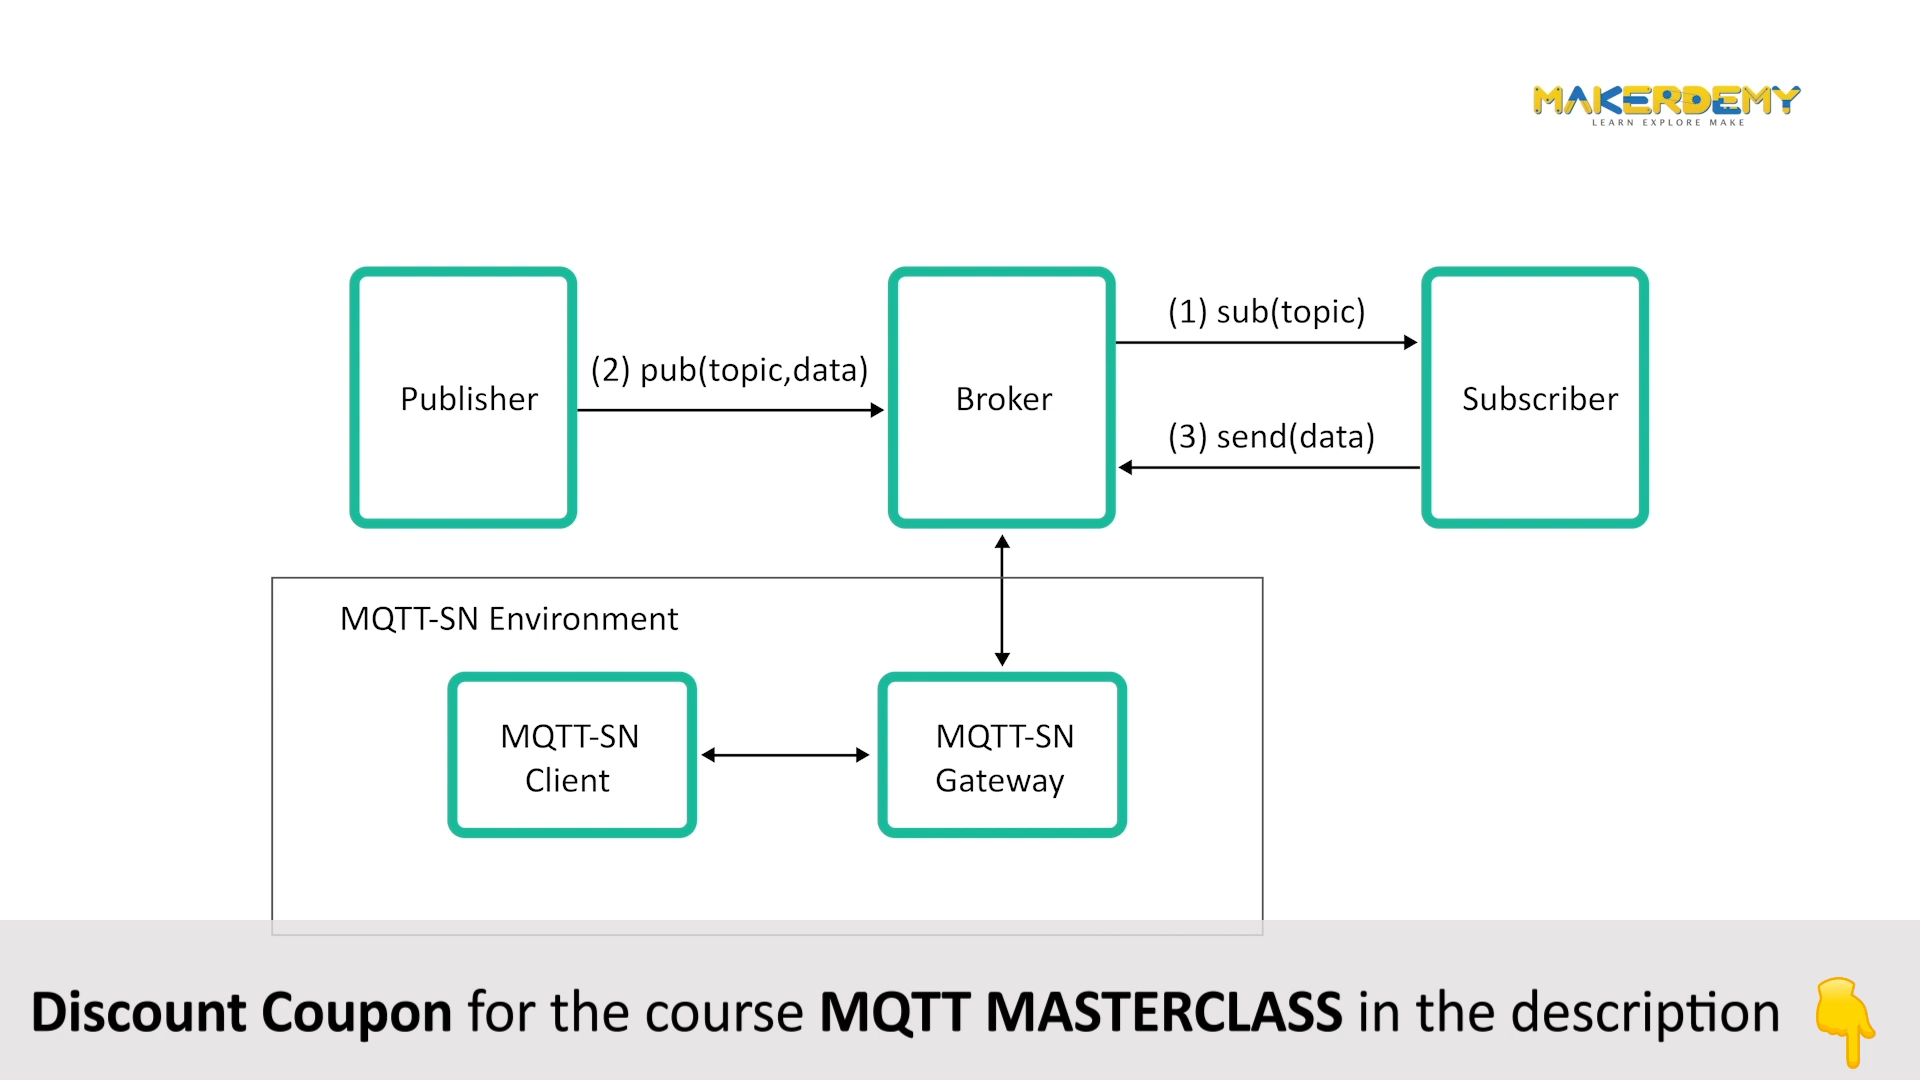 MAKERDEMY
LEARN EXPLORE MAKE
(1) sub(topic)
(2) pub(topic,data)
Publisher
Broker
Subscriber
(3) send(data)
MQTT-SN Environment
MQTT-SN
Client
MQTT-SN
Gateway
Discount Coupon for the course MQTT MASTERCLASS in the description